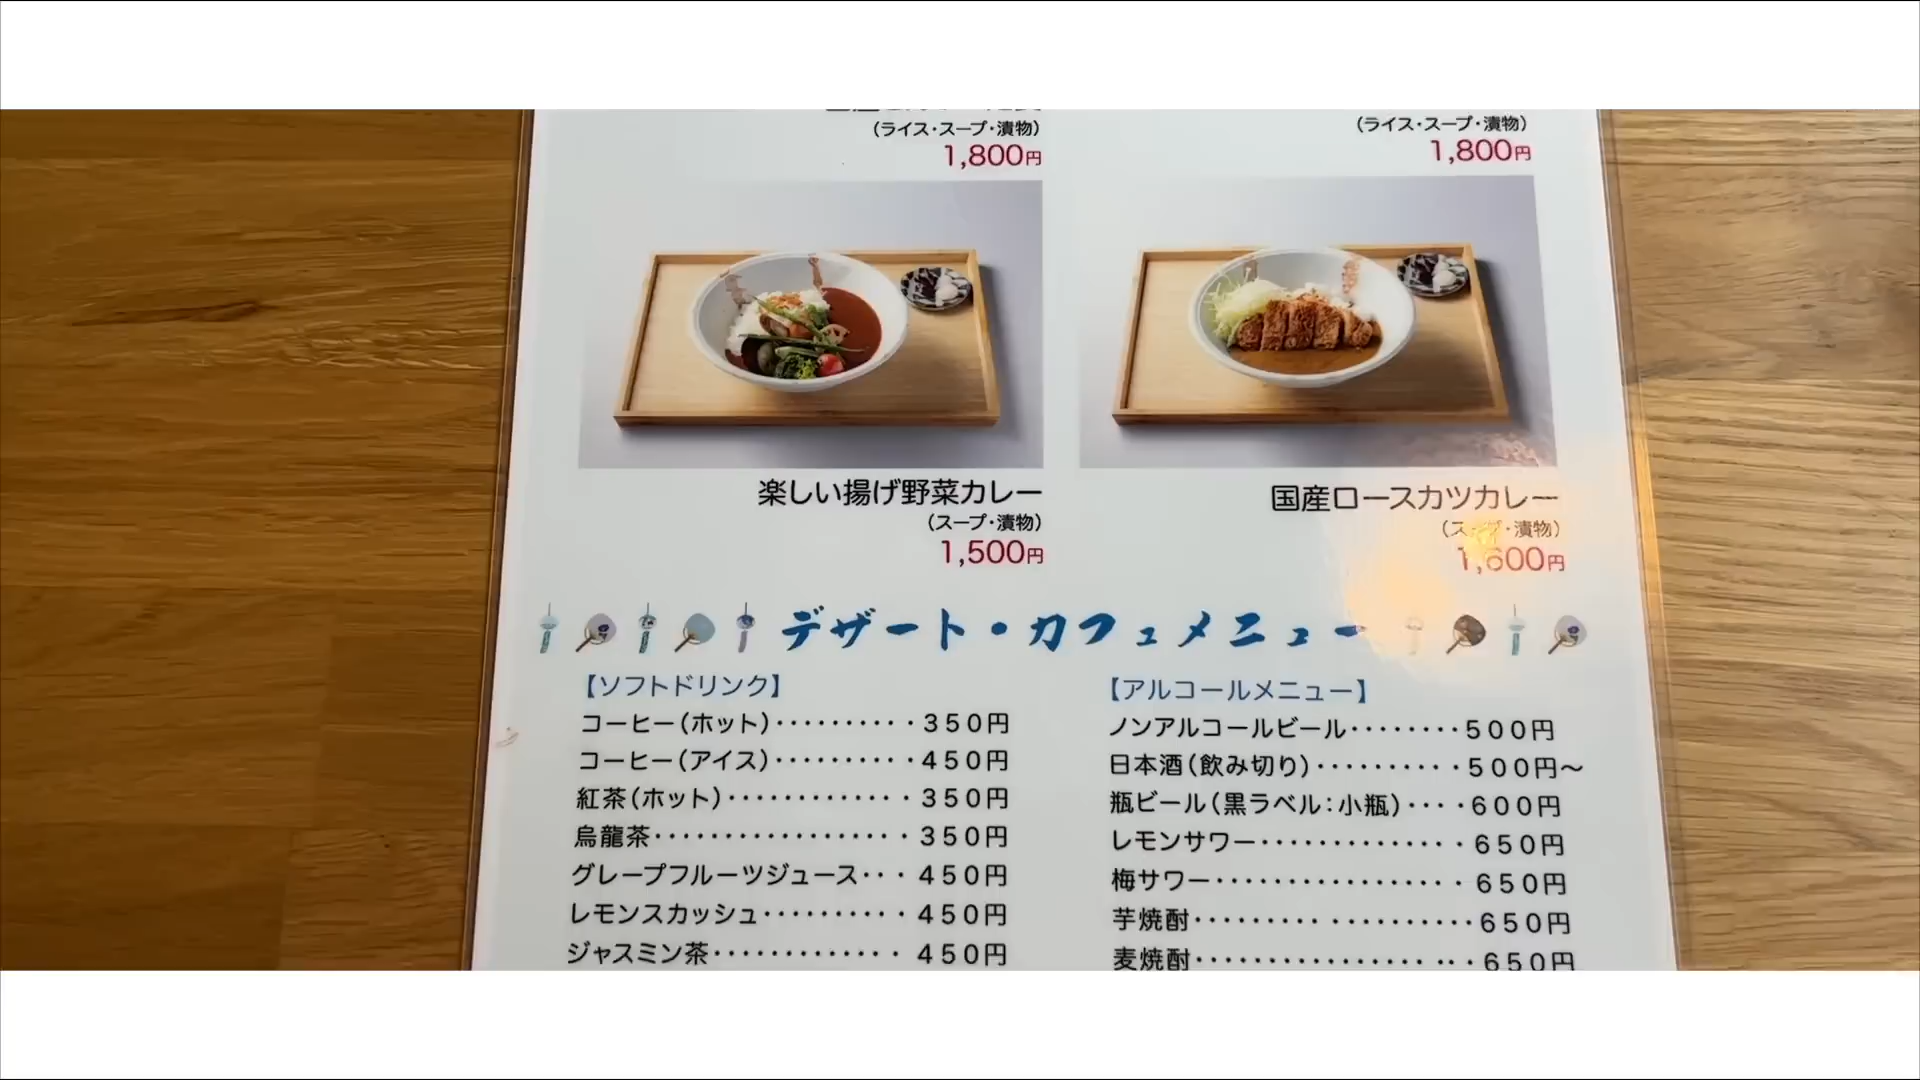 (ライス・スープ・漬物)
1,800円
(ライス・スープ・漬物)
1,800円
楽しい揚げ野菜カレー
(スープ・漬物)
1,500円
国産ロースカツカレー
(スープ・漬物)
1,600円
デザート・カフェメニュー
【ソフトドリンク】
コーヒー(ホット)··········350円
コーヒー(アイス)··········450円
紅茶(ホット)·············350円
烏龍茶··················350円
グレープフルーツジュース···450円
レモンスカッシュ··········450円
ジャスミン茶·············450円
【アルコールメニュー】
ノンアルコールビール········500円
日本酒(飲み切り)··········500円～
瓶ビール(黒ラベル:小瓶)····600円
レモンサワー··············650円
梅サワー·················650円
芋焼酎··················650円
麦焼酎··················650円